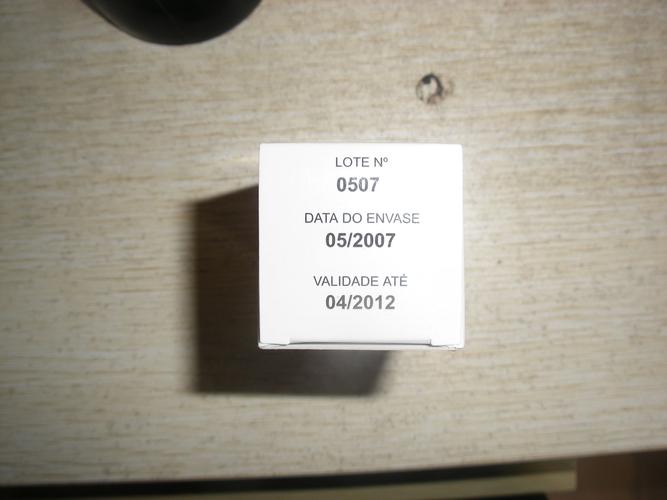 LOTE Nº
0507
DATA DO ENVASE
05/2007
VALIDADE ATÉ
04/2012